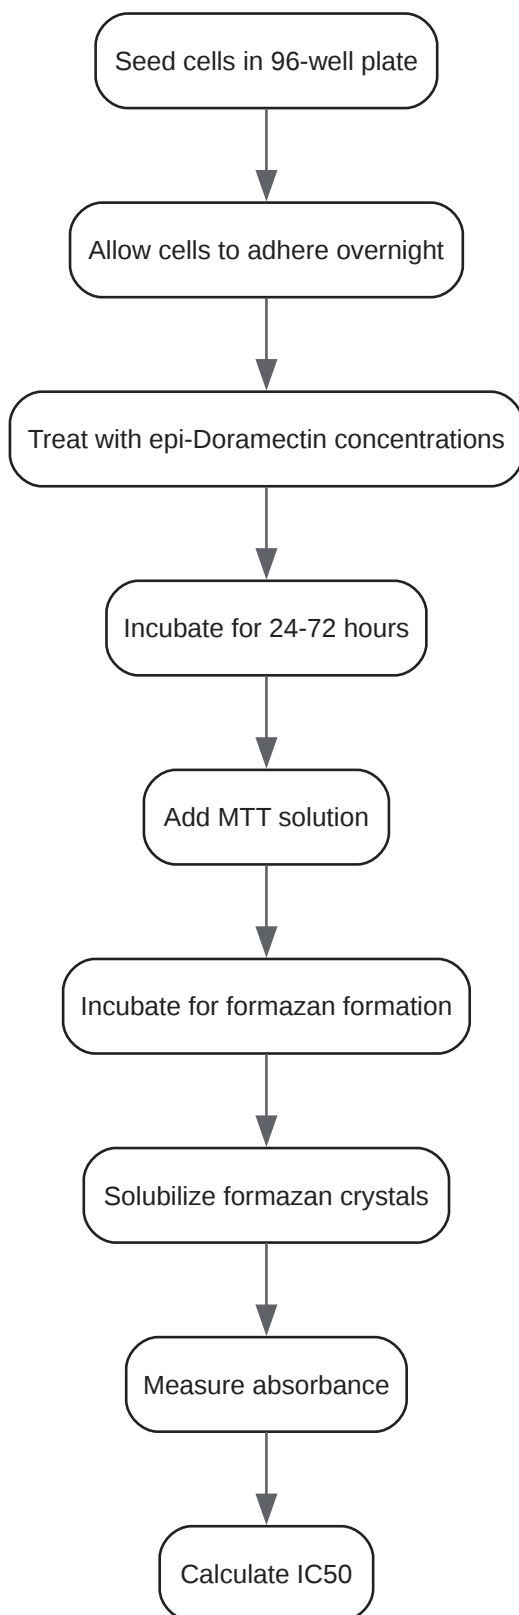 Seed cells in 96-well plate
Allow cells to adhere overnight
Treat with epi-Doramectin concentrations
Incubate for 24-72 hours
Add MTT solution
Incubate for formazan formation
Solubilize formazan crystals
Measure absorbance
Calculate IC50